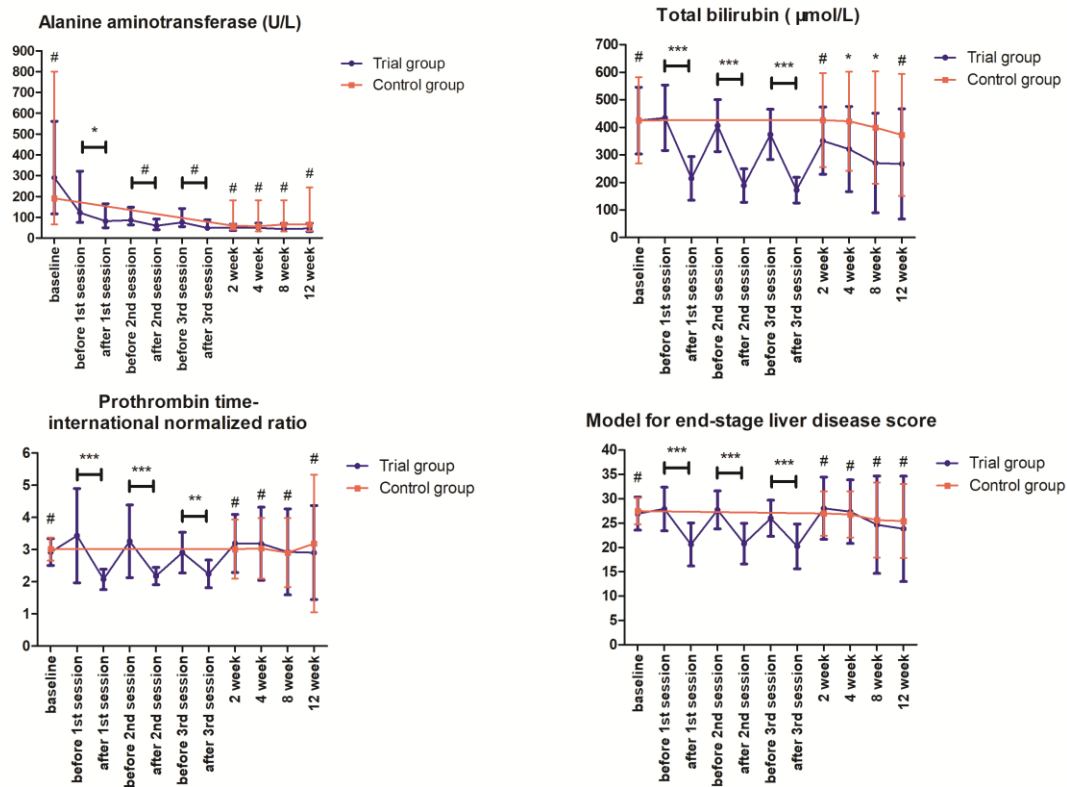 Alanine aminotransferase (U/L)
900
800
700
600
500
400
300
200
100
0
#
*
#
#
#
#
#
#
Trial group
Control group
baseline
before 1st session
after 1st session
before 2nd session
after 2nd session
before 3rd session
after 3rd session
2 week
4 week
8 week
12 week
Total bilirubin ( µmol/L)
700
600
500
400
300
200
100
0
#
***
***
***
#
*
*
#
Trial group
Control group
baseline
before 1st session
after 1st session
before 2nd session
after 2nd session
before 3rd session
after 3rd session
2 week
4 week
8 week
12 week
Prothrombin time-
international normalized ratio
6
5
4
3
2
1
0
#
***
***
**
#
#
#
#
Trial group
Control group
baseline
before 1st session
after 1st session
before 2nd session
after 2nd session
before 3rd session
after 3rd session
2 week
4 week
8 week
12 week
Model for end-stage liver disease score
40
35
30
25
20
15
10
5
0
#
***
***
***
#
#
#
#
Trial group
Control group
baseline
before 1st session
after 1st session
before 2nd session
after 2nd session
before 3rd session
after 3rd session
2 week
4 week
8 week
12 week